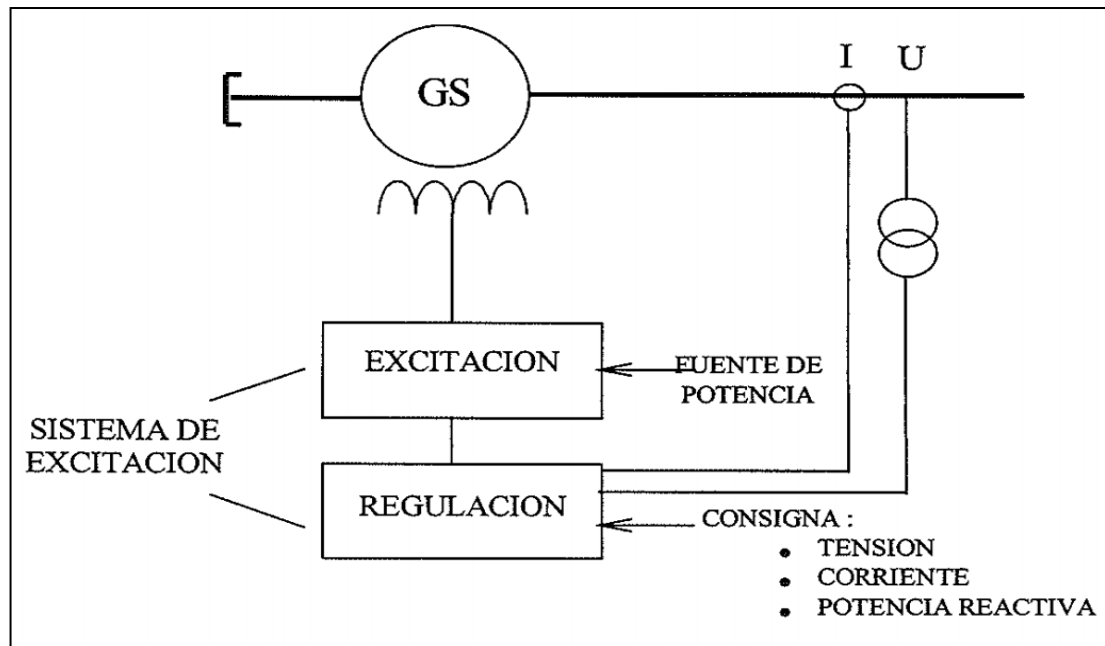 I U
GS
EXCITACION
FUENTE DE
POTENCIA
SISTEMA DE
EXCITACION
REGULACION
CONSIGNA :
• TENSION
• CORRIENTE
• POTENCIA REACTIVA